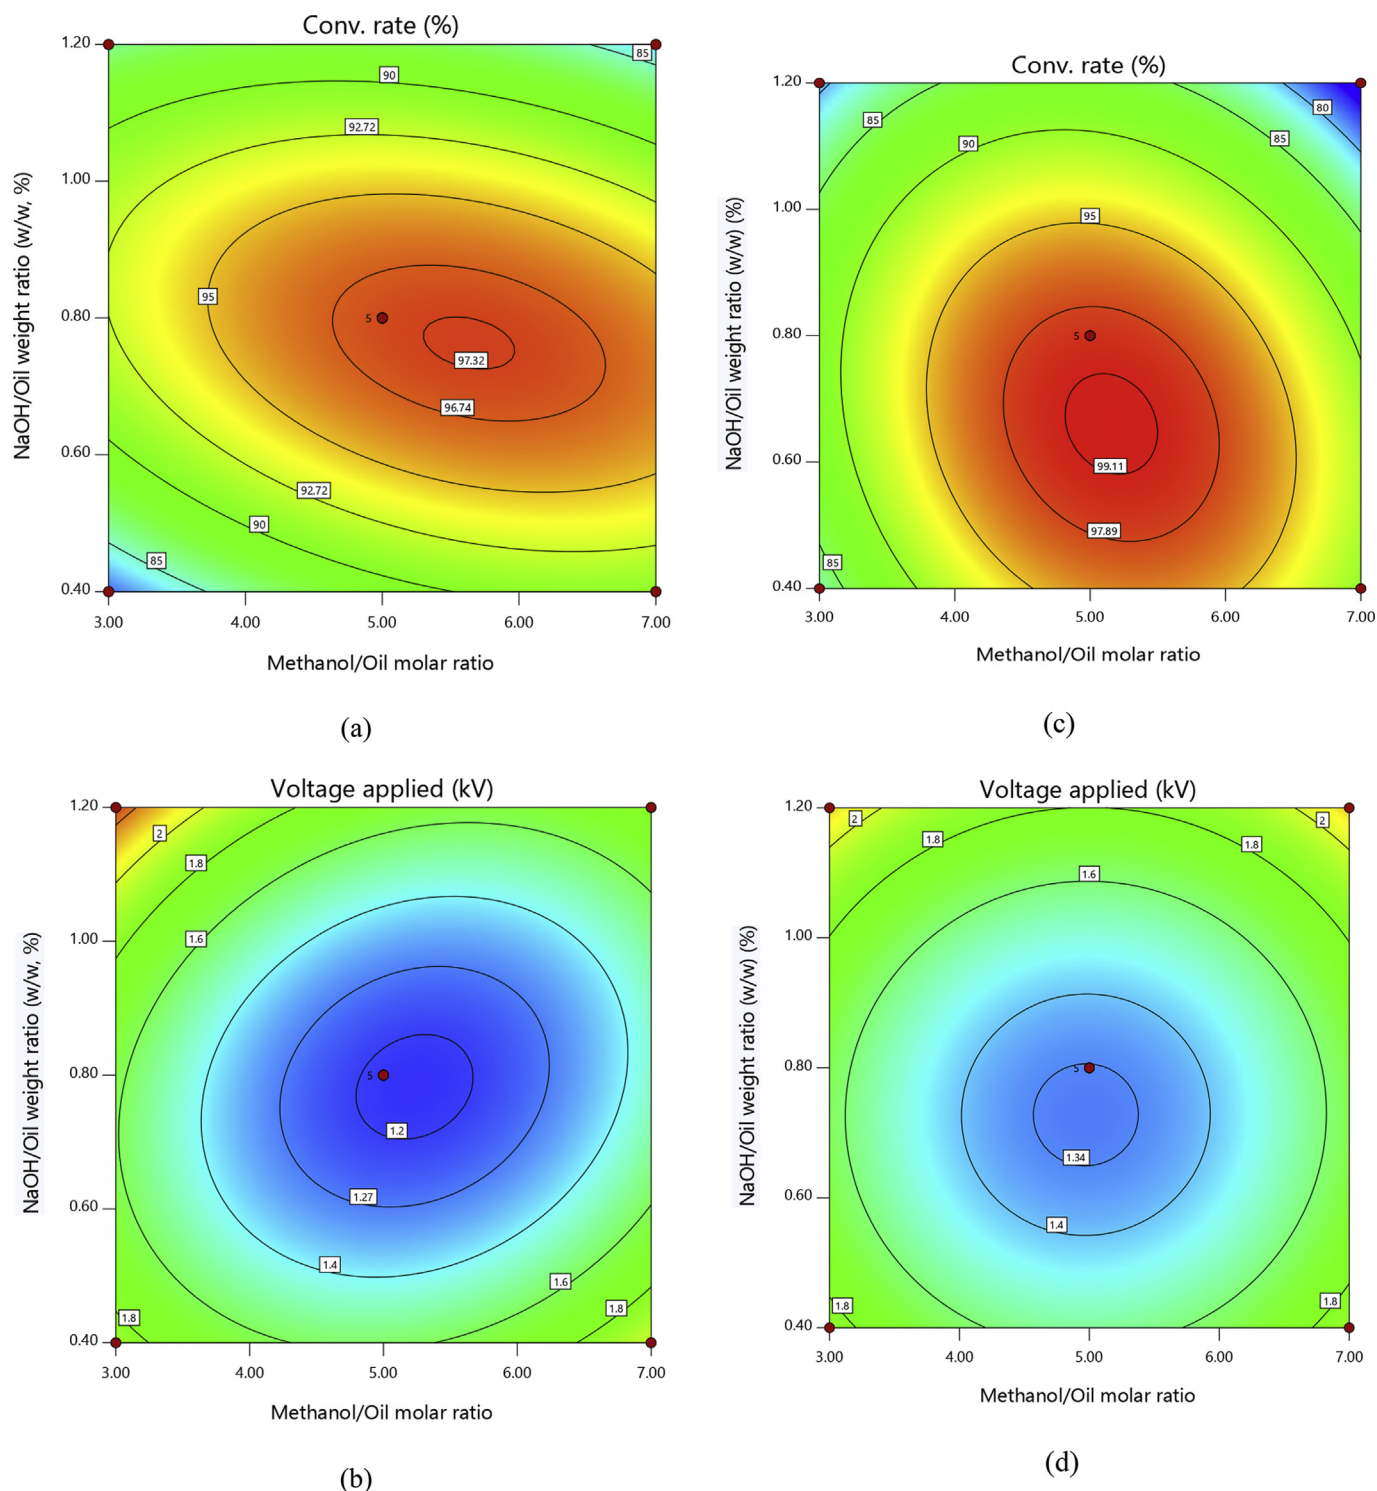 Conv. rate (%)
1.20
1.00
0.80
0.60
0.40
NaOH/Oil weight ratio (w/w, %)
85
90
92.72
95
5
97.32
96.74
92.72
90
85
3.00 4.00 5.00 6.00 7.00
Methanol/Oil molar ratio
(a)
Conv. rate (%)
1.20
1.00
0.80
0.60
0.40
NaOH/Oil weight ratio (w/w) (%)
80
85
85
90
95
5
99.11
97.89
85
3.00 4.00 5.00 6.00 7.00
Methanol/Oil molar ratio
(c)
Voltage applied (kV)
1.20
1.00
0.80
0.60
0.40
NaOH/Oil weight ratio (w/w, %)
2
1.8
1.6
5
1.2
1.27
1.4
1.6
1.8
1.8
3.00 4.00 5.00 6.00 7.00
Methanol/Oil molar ratio
(b)
Voltage applied (kV)
1.20
1.00
0.80
0.60
0.40
NaOH/Oil weight ratio (w/w) (%)
2
2
1.8
1.8
1.6
5
1.34
1.4
1.8
1.8
3.00 4.00 5.00 6.00 7.00
Methanol/Oil molar ratio
(d)